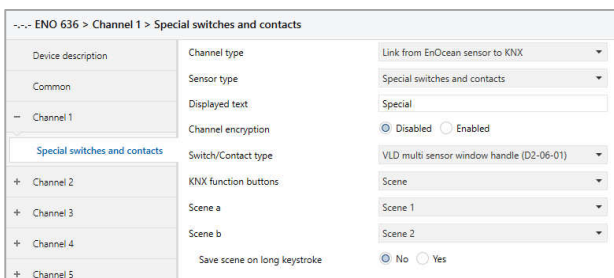 -.-.- ENO 636 > Channel 1 > Special switches and contacts
Device description
Common
− Channel 1
Special switches and contacts
+ Channel 2
+ Channel 3
+ Channel 4
+ Channel 5
Channel type Link from EnOcean sensor to KNX
Sensor type Special switches and contacts
Displayed text Special
Channel encryption Disabled Enabled
Switch/Contact type VLD multi sensor window handle (D2-06-01)
KNX function buttons Scene
Scene a Scene 1
Scene b Scene 2
Save scene on long keystroke No Yes